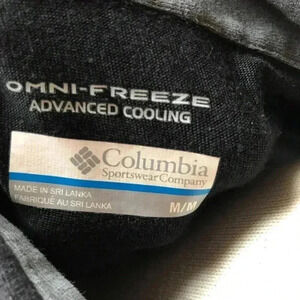 OMNI-FREEZE
ADVANCED COOLING
Columbia
Sportswear Company
MADE IN SRI LANKA
FABRIQUÉ AU SRI LANKA
M/M